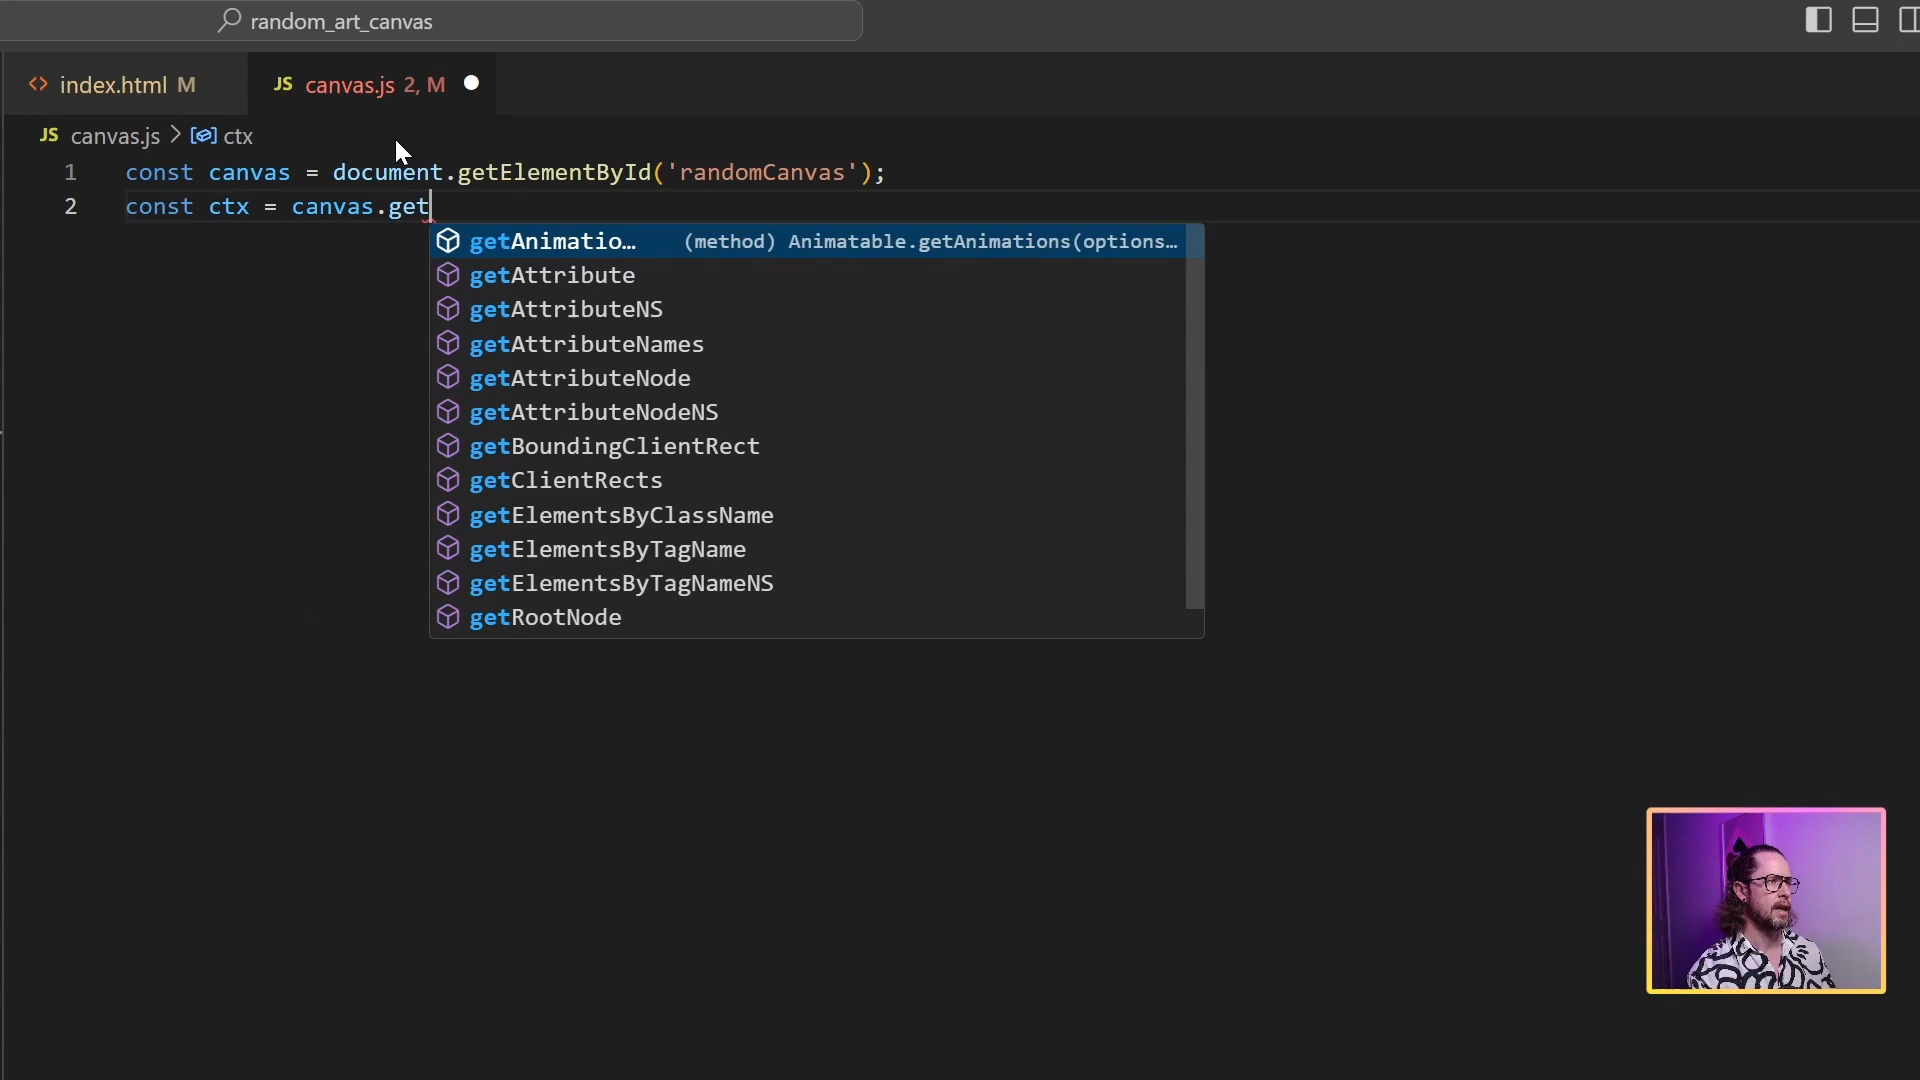 random_art_canvas
index.html M
JS canvas.js 2, M
JS canvas.js > ctx
1 const canvas = document.getElementById('randomCanvas');
2 const ctx = canvas.get
getAnimatio… (method) Animatable.getAnimations(options…
getAttribute
getAttributeNS
getAttributeNames
getAttributeNode
getAttributeNodeNS
getBoundingClientRect
getClientRects
getElementsByClassName
getElementsByTagName
getElementsByTagNameNS
getRootNode